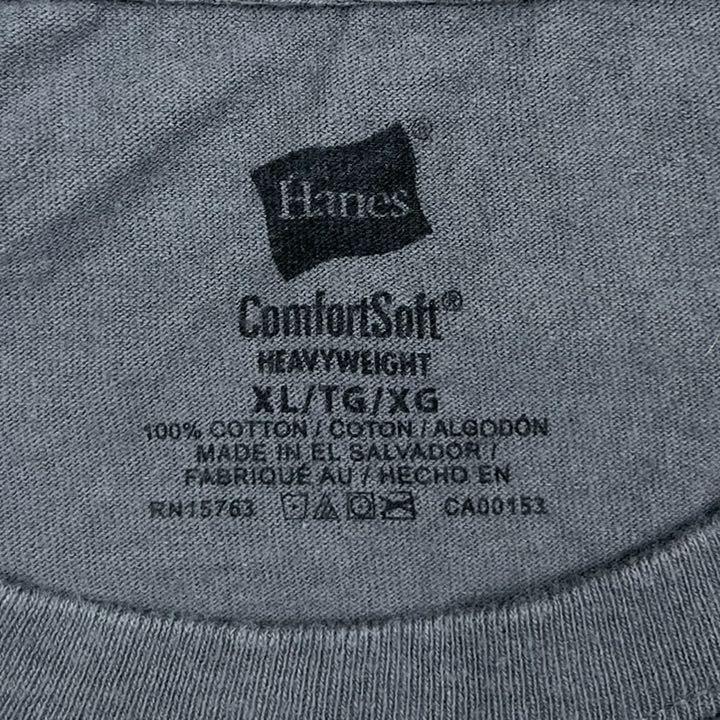 Hanes®
ComfortSoft®
HEAVYWEIGHT
XL/TG/XG
100% COTTON / COTON / ALGODÓN
MADE IN EL SALVADOR /
FABRIQUÉ AU / HECHO EN
RN15763 CA00153